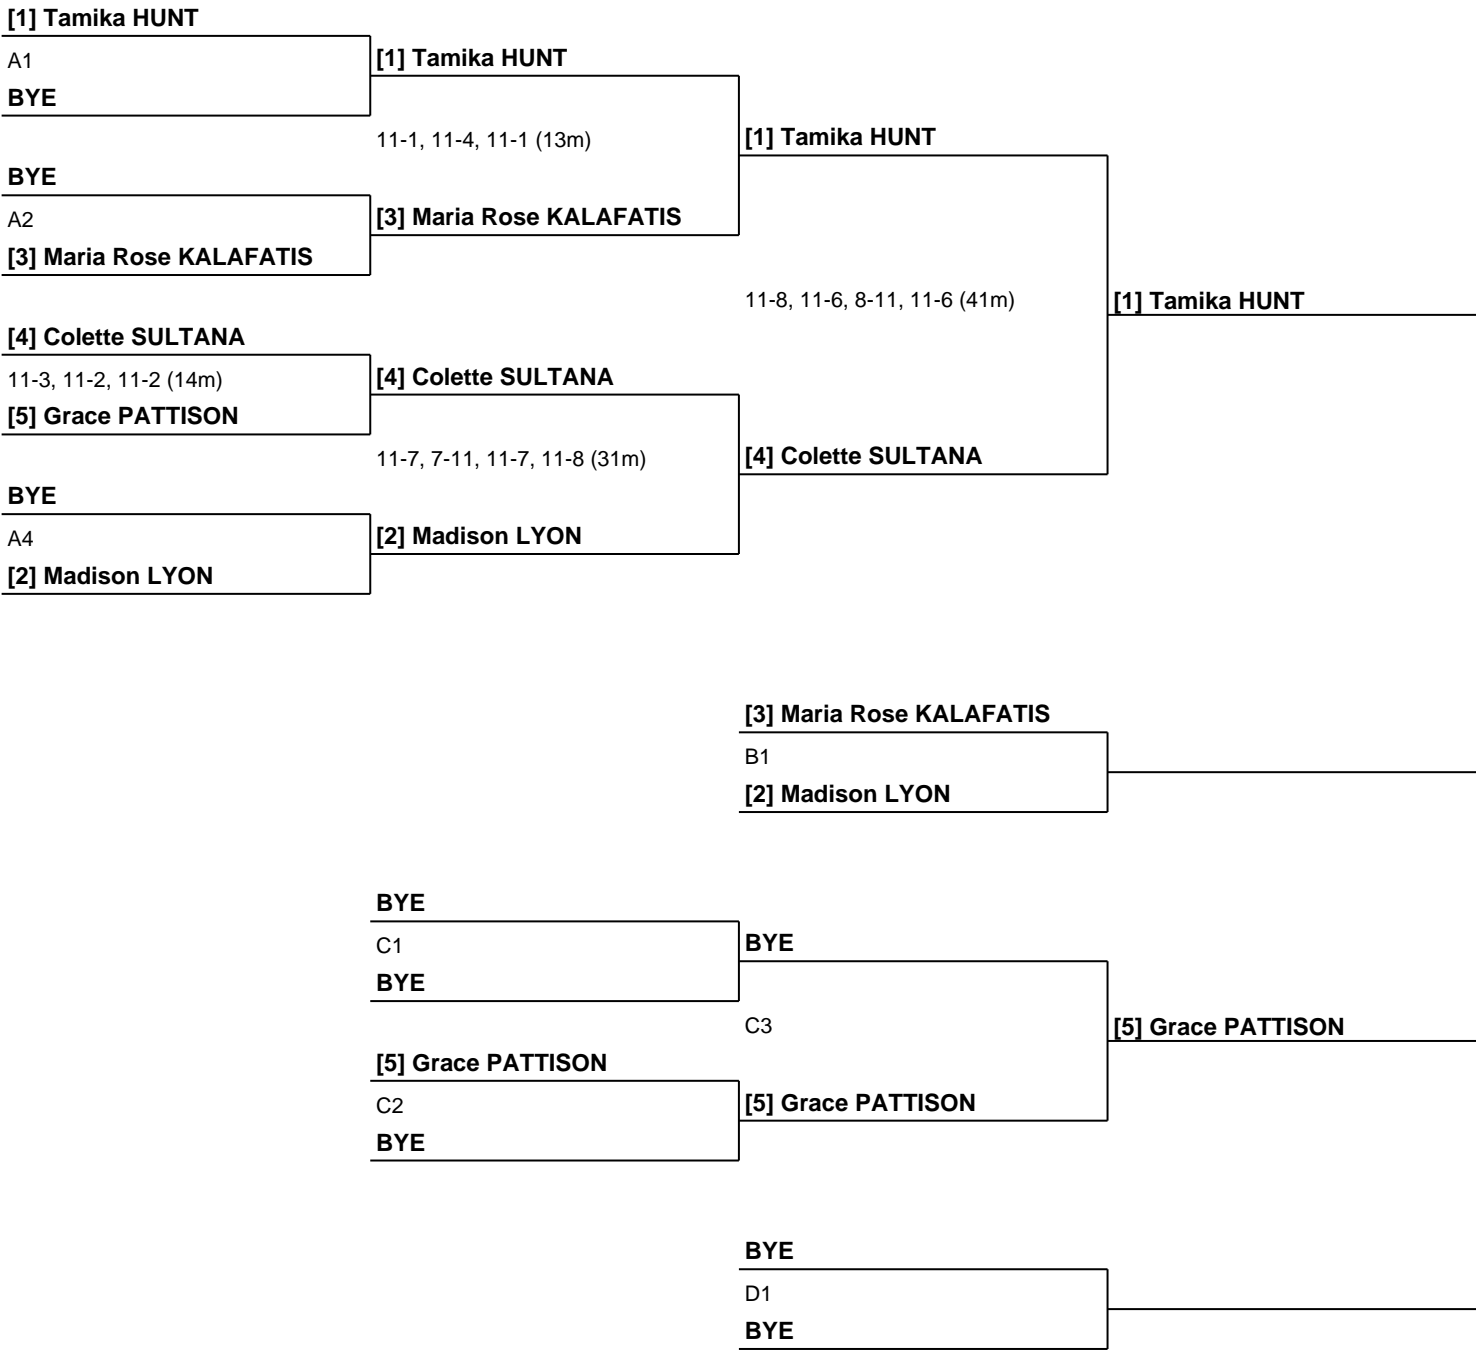 [1] Tamika HUNT
A1
[1] Tamika HUNT
BYE
11-1, 11-4, 11-1 (13m)
[1] Tamika HUNT
BYE
A2
[3] Maria Rose KALAFATIS
[3] Maria Rose KALAFATIS
11-8, 11-6, 8-11, 11-6 (41m)
[1] Tamika HUNT
[4] Colette SULTANA
11-3, 11-2, 11-2 (14m)
[4] Colette SULTANA
[5] Grace PATTISON
11-7, 7-11, 11-7, 11-8 (31m)
[4] Colette SULTANA
BYE
A4
[2] Madison LYON
[2] Madison LYON
[3] Maria Rose KALAFATIS
B1
[2] Madison LYON
BYE
C1
BYE
BYE
C3
[5] Grace PATTISON
[5] Grace PATTISON
C2
[5] Grace PATTISON
BYE
BYE
D1
BYE